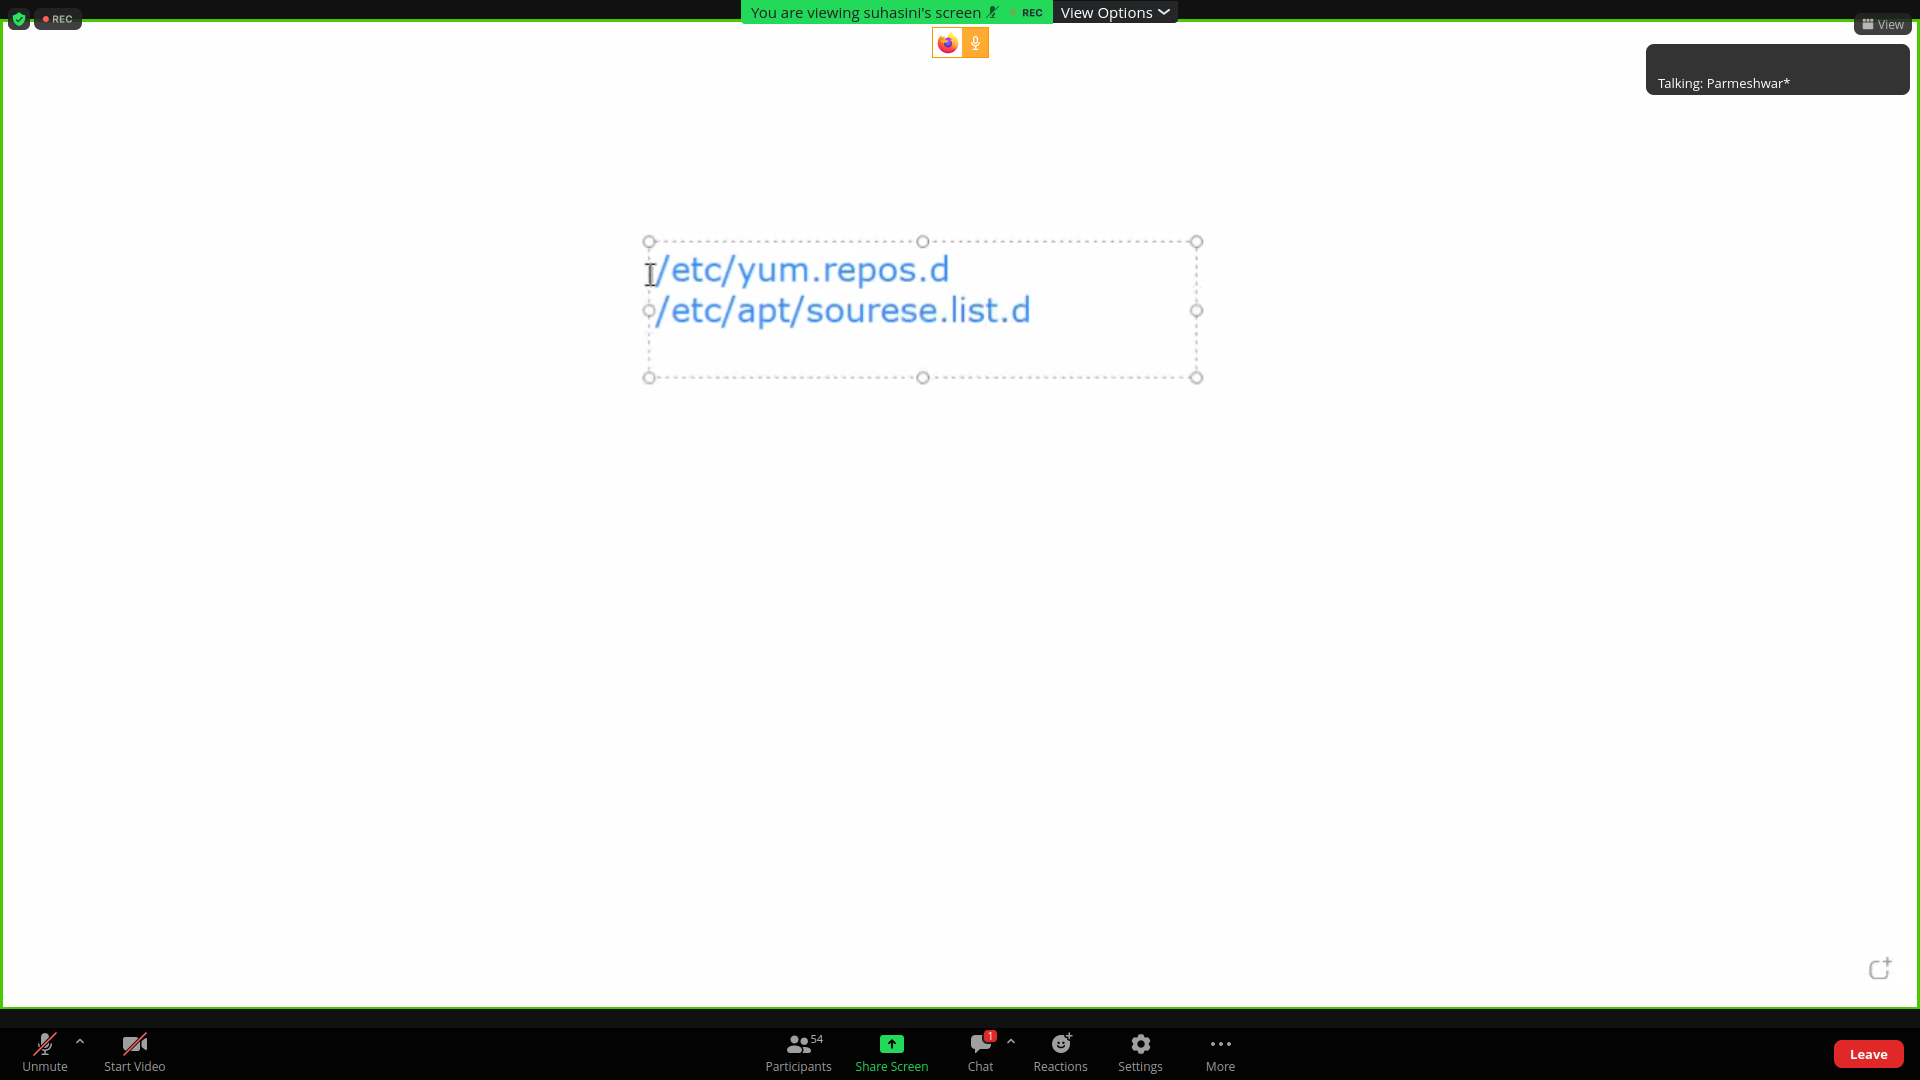 REC
You are viewing suhasini's screen REC View Options
View
Talking: Parmeshwar*
/etc/yum.repos.d
/etc/apt/sourese.list.d
Unmute
Start Video
54
Participants
Share Screen
1
Chat
Reactions
Settings
More
Leave